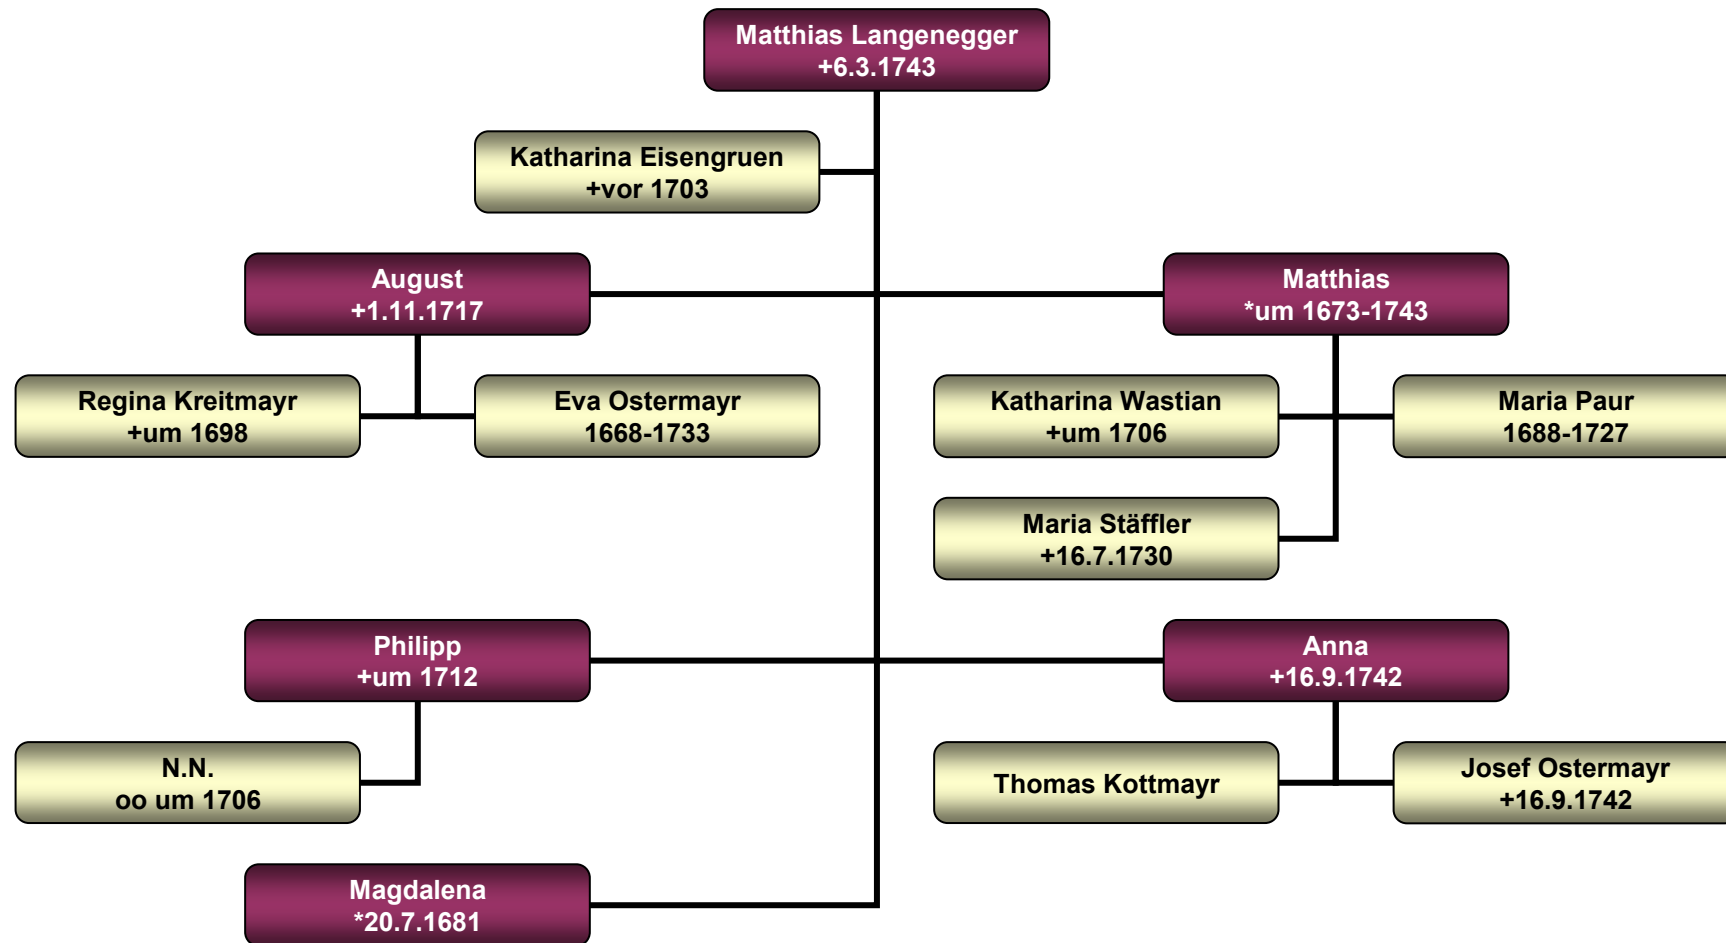 Matthias Langenegger
+6.3.1743
Katharina Eisengruen
+vor 1703
August
+1.11.1717
Matthias
*um 1673-1743
Regina Kreitmayr
+um 1698
Eva Ostermayr
1668-1733
Katharina Wastian
+um 1706
Maria Paur
1688-1727
Maria Stäffler
+16.7.1730
Philipp
+um 1712
Anna
+16.9.1742
N.N.
oo um 1706
Thomas Kottmayr
Josef Ostermayr
+16.9.1742
Magdalena
*20.7.1681